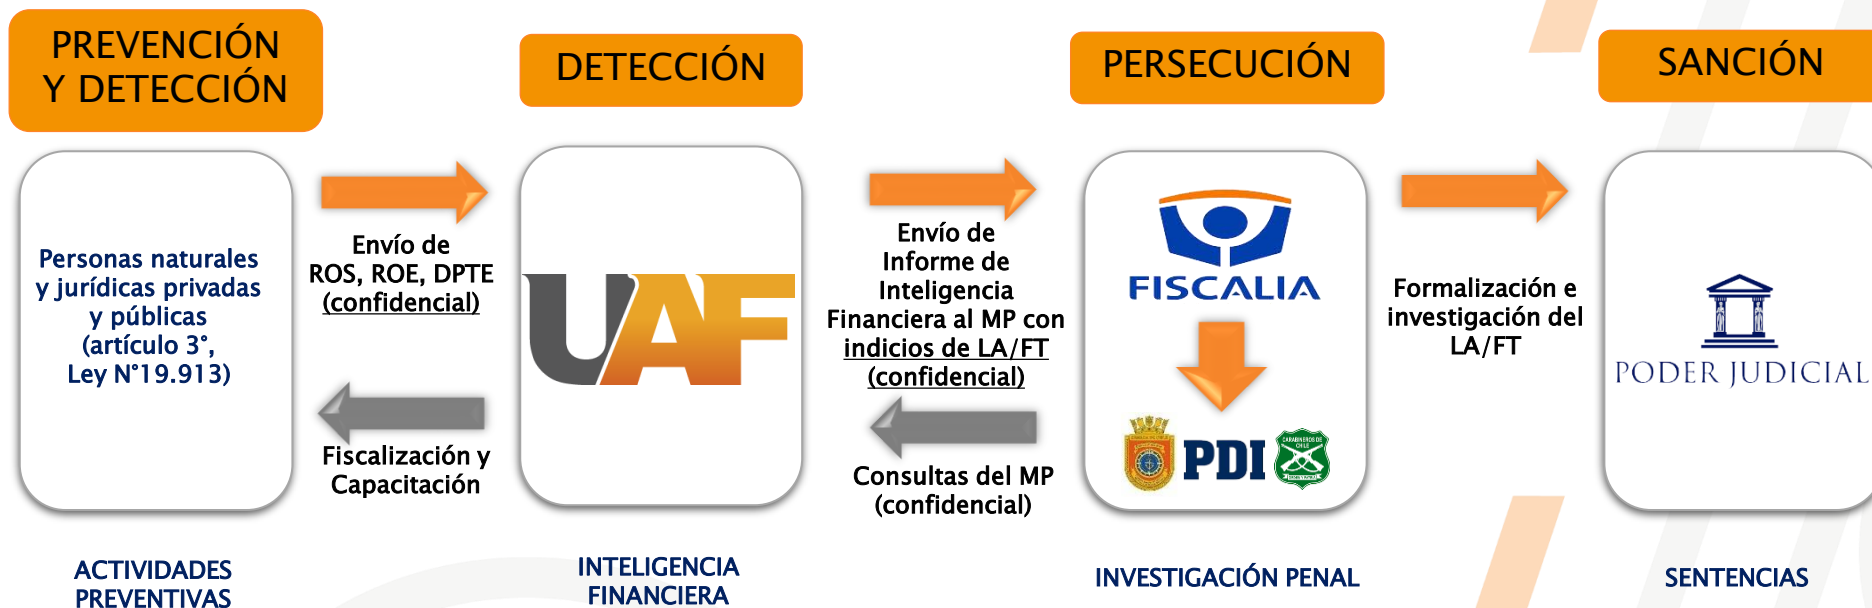 PREVENCIÓN
Y DETECCIÓN
DETECCIÓN
PERSECUCIÓN
SANCIÓN
Personas naturales
y jurídicas privadas
y públicas
(artículo 3°,
Ley N°19.913)
Envío de
ROS, ROE, DPTE
(confidencial)
Fiscalización y
Capacitación
UAF
Envío de
Informe de
Inteligencia
Financiera al MP con
indicios de LA/FT
(confidencial)
Consultas del MP
(confidencial)
FISCALIA
PDI
CARABINEROS DE
CHILE
Formalización e
investigación del
LA/FT
PODER JUDICIAL
ACTIVIDADES
PREVENTIVAS
INTELIGENCIA
FINANCIERA
INVESTIGACIÓN PENAL
SENTENCIAS